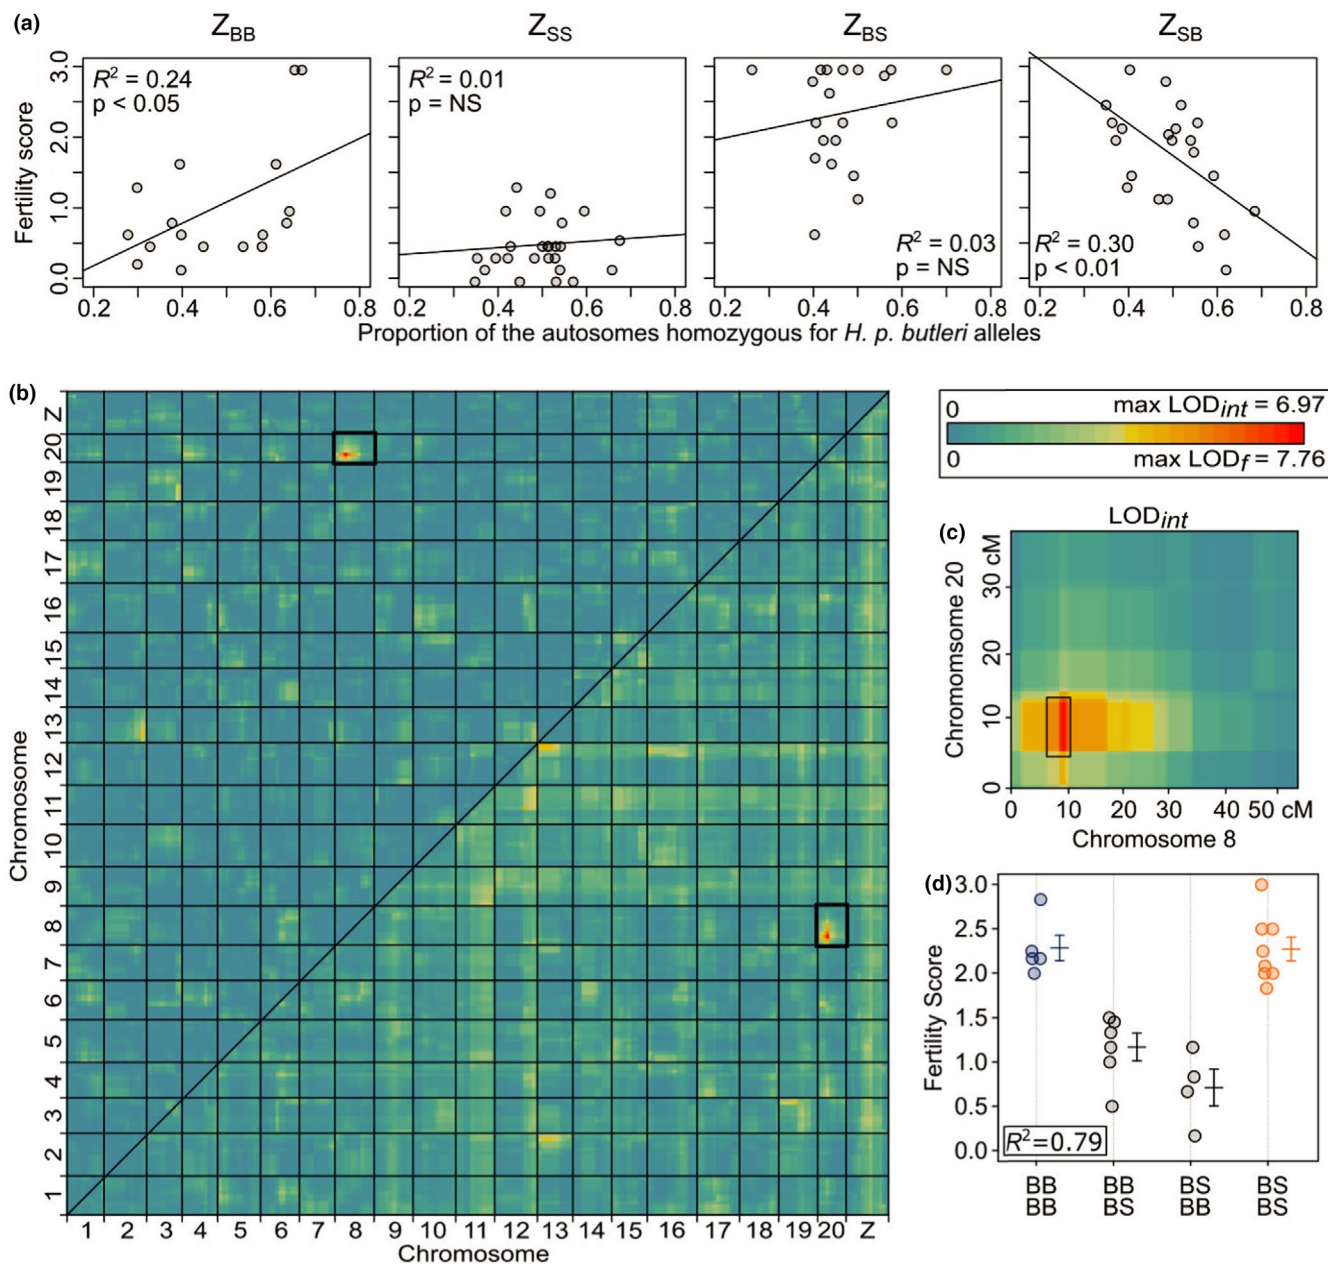 (a)
Z_BB Z_SS Z_BS Z_SB
Fertility score
3.0
2.0
1.0
0.0
R² = 0.24
p < 0.05
R² = 0.01
p = NS
R² = 0.03
p = NS
R² = 0.30
p < 0.01
0.2 0.4 0.6 0.8 0.2 0.4 0.6 0.8 0.2 0.4 0.6 0.8 0.2 0.4 0.6 0.8
Proportion of the autosomes homozygous for H. p. butleri alleles
(b)
Chromosome
Z
20
19
18
17
16
15
14
13
12
11
10
9
8
7
6
5
4
3
2
1
1 2 3 4 5 6 7 8 9 10 11 12 13 14 15 16 17 18 19 20 Z
Chromosome
0 max LOD_int = 6.97
0 max LOD_f = 7.76
(c)
LOD_int
Chromomsome 20
30 cM
20
10
0
0 10 20 30 40 50 cM
Chromosome 8
(d)
Fertility Score
3.0
2.5
2.0
1.5
1.0
0.5
0.0
R²=0.79
BB BB BS BS
BB BS BB BS